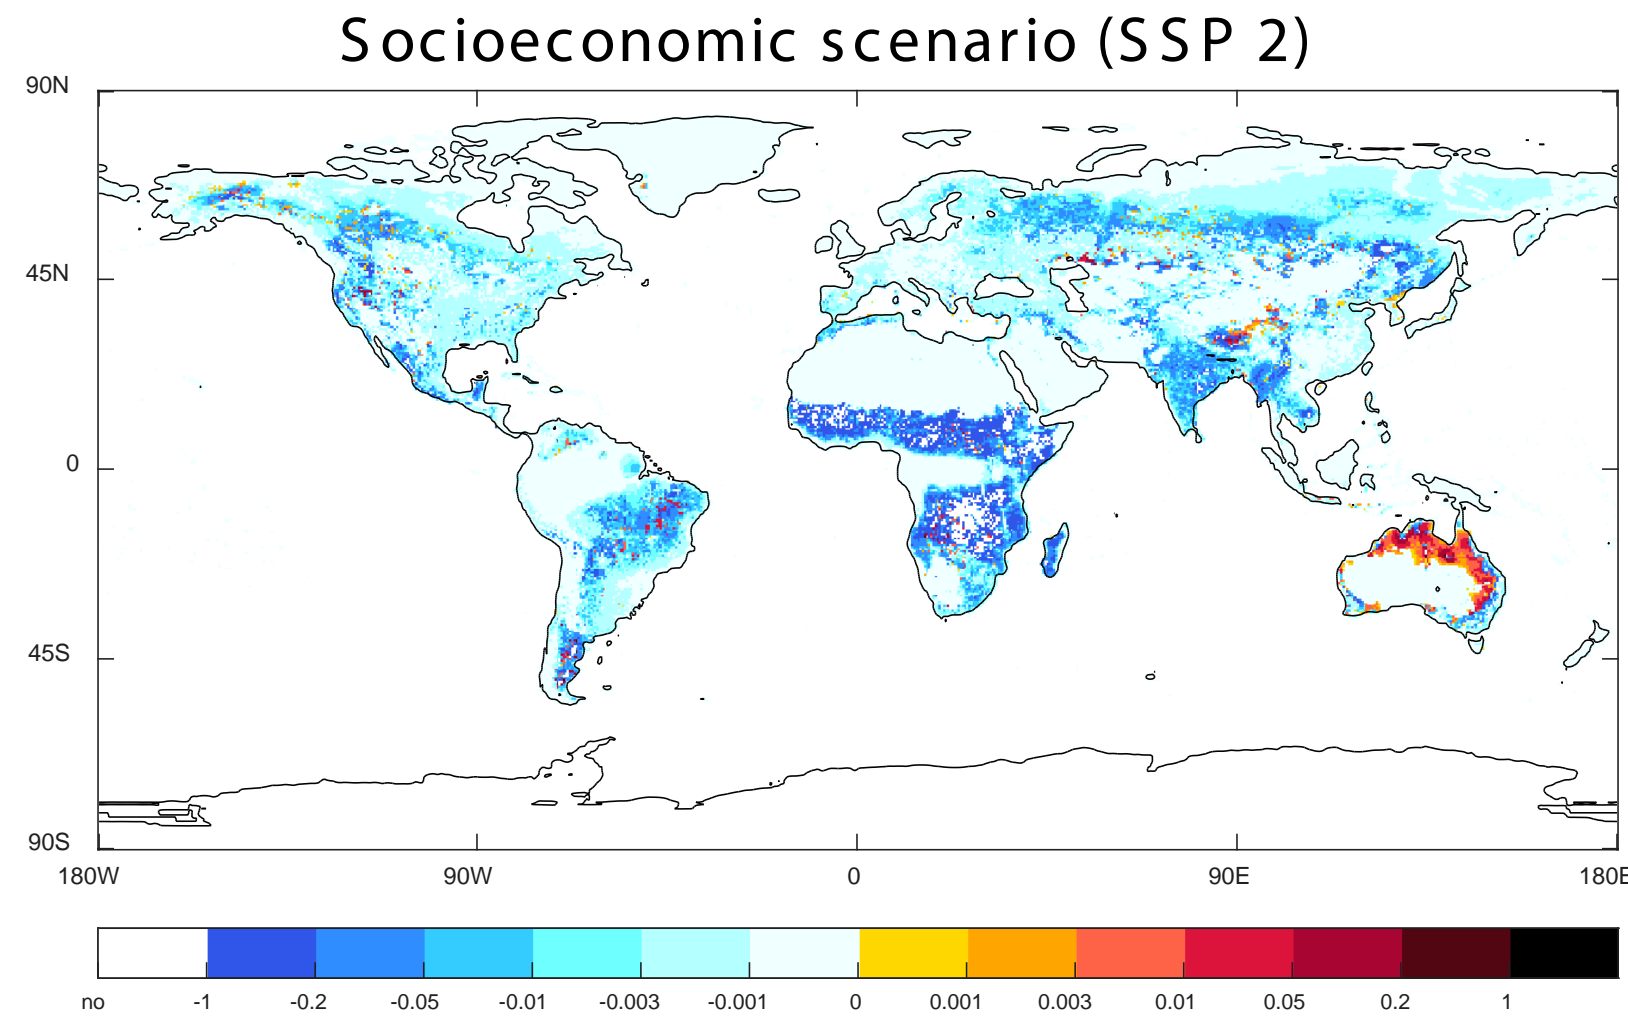 Socioeconomic scenario (SSP 2)
90N
45N
0
45S
90S
180W 90W 0 90E 180E
no -1 -0.2 -0.05 -0.01 -0.003 -0.001 0 0.001 0.003 0.01 0.05 0.2 1